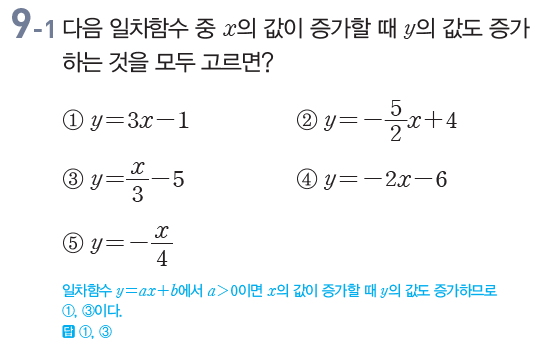 9-1 다음 일차함수 중 x의 값이 증가할 때 y의 값도 증가
하는 것을 모두 고르면?
① y=3x-1 ② y=-5/2x+4
③ y=x/3-5 ④ y=-2x-6
⑤ y=-x/4
일차함수 y=ax+b에서 a>0이면 x의 값이 증가할 때 y의 값도 증가하므로
①, ③이다.
답 ①, ③